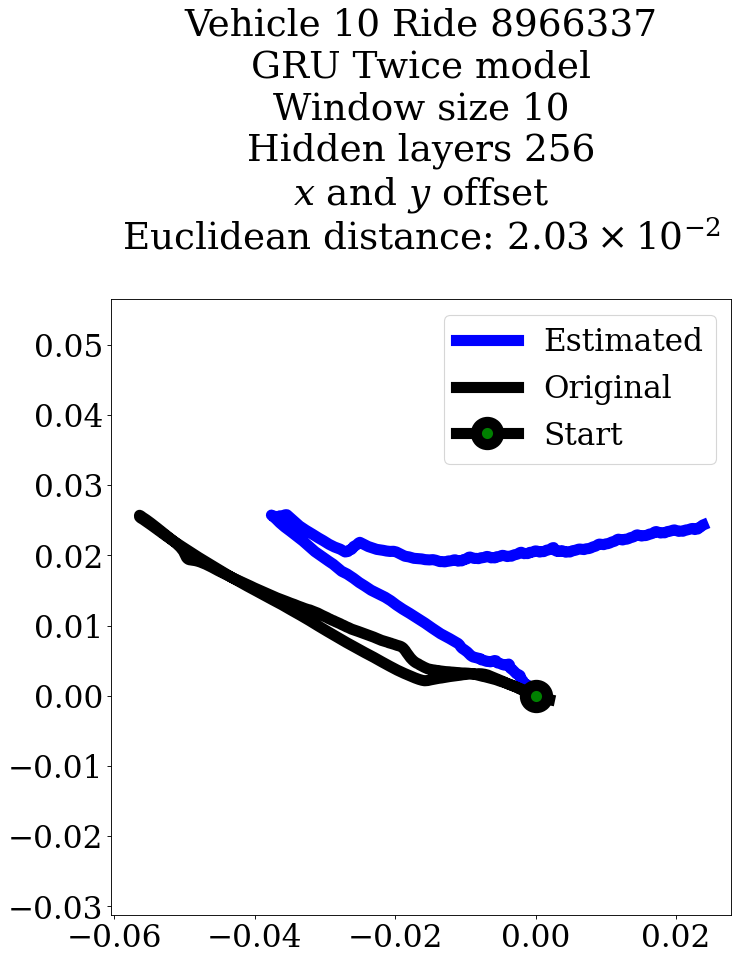 Vehicle 10 Ride 8966337
GRU Twice model
Window size 10
Hidden layers 256
x and y offset
Euclidean distance: 2.03 × 10⁻²
Estimated
Original
Start
0.05
0.04
0.03
0.02
0.01
0.00
−0.01
−0.02
−0.03
−0.06 −0.04 −0.02 0.00 0.02